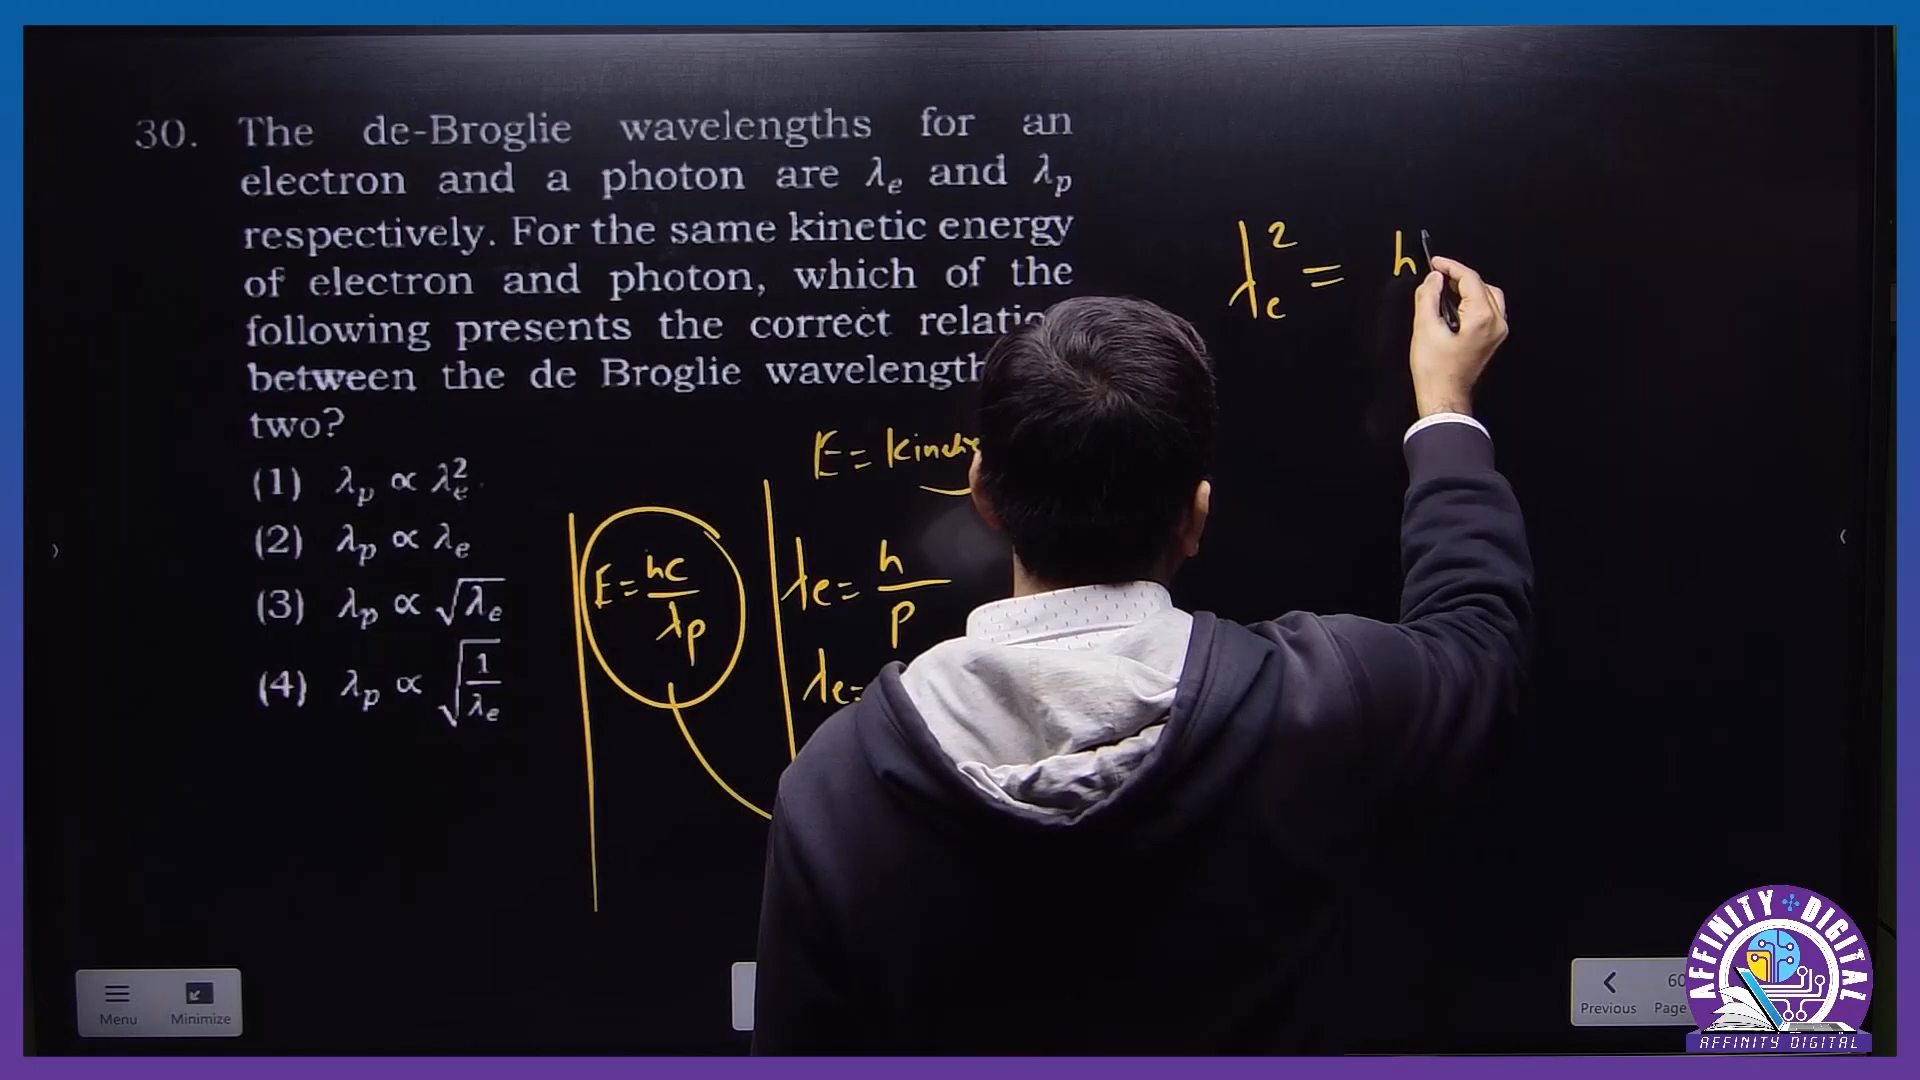 30. The de-Broglie wavelengths for an
electron and a photon are λₑ and λₚ
respectively. For the same kinetic energy
of electron and photon, which of the
following presents the correct
between the de Broglie
two?
(1) λₚ ∝ λₑ²
(2) λₚ ∝ λₑ
(3) λₚ ∝ √λₑ
(4) λₚ ∝ √(1/λₑ)
E =
E = hc/λp
λe = h/p
λe =
λe² = h
Menu
Minimize
Previous
Page
AFFINITY DIGITAL
AFFINITY DIGITAL